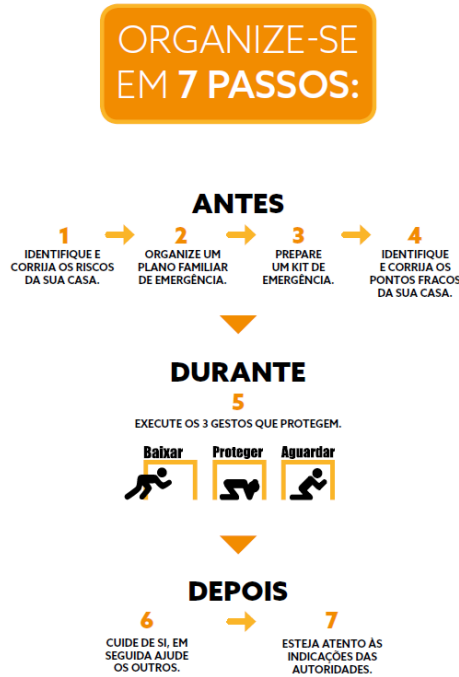 ORGANIZE-SE
EM 7 PASSOS:
ANTES
1
IDENTIFIQUE E
CORRIJA OS RISCOS
DA SUA CASA.
2
ORGANIZE UM
PLANO FAMILIAR
DE EMERGÊNCIA.
3
PREPARE
UM KIT DE
EMERGÊNCIA.
4
IDENTIFIQUE
E CORRIJA OS
PONTOS FRACOS
DA SUA CASA.
DURANTE
5
EXECUTE OS 3 GESTOS QUE PROTEGEM.
Baixar
Proteger
Aguardar
DEPOIS
6
CUIDE DE SI, EM
SEGUIDA AJUDE
OS OUTROS.
7
ESTEJA ATENTO ÀS
INDICAÇÕES DAS
AUTORIDADES.